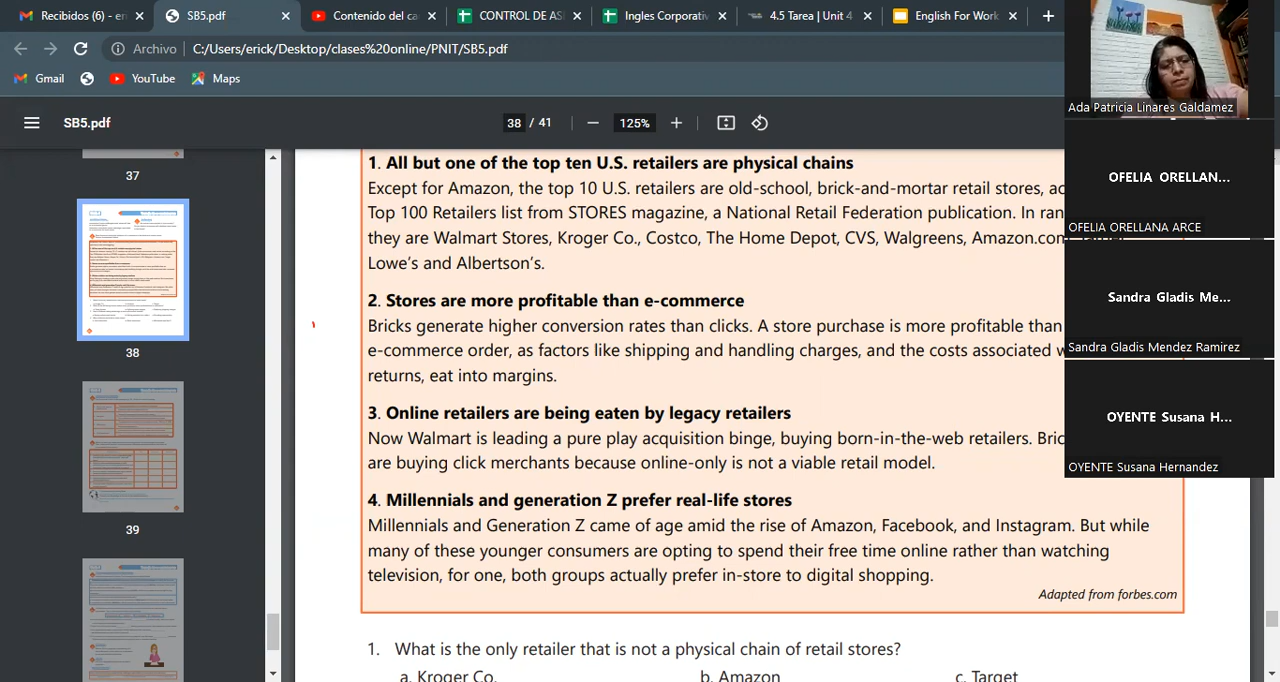 Recibidos (6) - en
SB5.pdf
Contenido del ca
CONTROL DE ASI
Ingles Corporativ
4.5 Tarea | Unit 4
English For Work
Archivo
C:/Users/erick/Desktop/clases%20online/PNIT/SB5.pdf
Gmail
YouTube
Maps
SB5.pdf
38 / 41
125%
37
38
39
1. All but one of the top ten U.S. retailers are physical chains
Except for Amazon, the top 10 U.S. retailers are old-school, brick-and-mortar retail stores, ac
Top 100 Retailers list from STORES magazine, a National Retail Federation publication. In ran
they are Walmart Stores, Kroger Co., Costco, The Home Depot, CVS, Walgreens, Amazon.com
Lowe's and Albertson's.
2. Stores are more profitable than e-commerce
Bricks generate higher conversion rates than clicks. A store purchase is more profitable than
e-commerce order, as factors like shipping and handling charges, and the costs associated w
returns, eat into margins.
3. Online retailers are being eaten by legacy retailers
Now Walmart is leading a pure play acquisition binge, buying born-in-the-web retailers. Bric
are buying click merchants because online-only is not a viable retail model.
4. Millennials and generation Z prefer real-life stores
Millennials and Generation Z came of age amid the rise of Amazon, Facebook, and Instagram. But while
many of these younger consumers are opting to spend their free time online rather than watching
television, for one, both groups actually prefer in-store to digital shopping.
Adapted from forbes.com
1. What is the only retailer that is not a physical chain of retail stores?
a. Kroger Co.
b. Amazon
c. Target
Ada Patricia Linares Galdamez
OFELIA ORELLAN...
OFELIA ORELLANA ARCE
Sandra Gladis Me...
Sandra Gladis Mendez Ramirez
OYENTE Susana H...
OYENTE Susana Hernandez